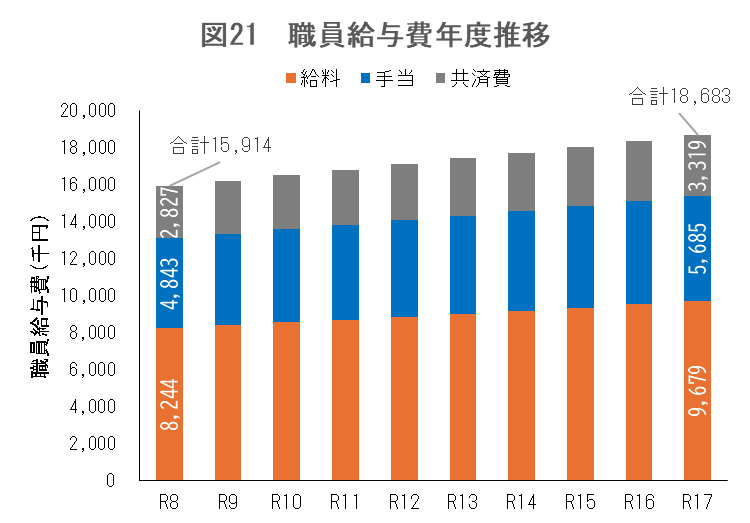 図21　職員給与費年度推移
給料 手当 共済費
合計18,683
合計15,914
職員給与費(千円)
20,000
18,000
16,000
14,000
12,000
10,000
8,000
6,000
4,000
2,000
0
2,827
4,843
8,244
3,319
5,685
9,679
R8 R9 R10 R11 R12 R13 R14 R15 R16 R17